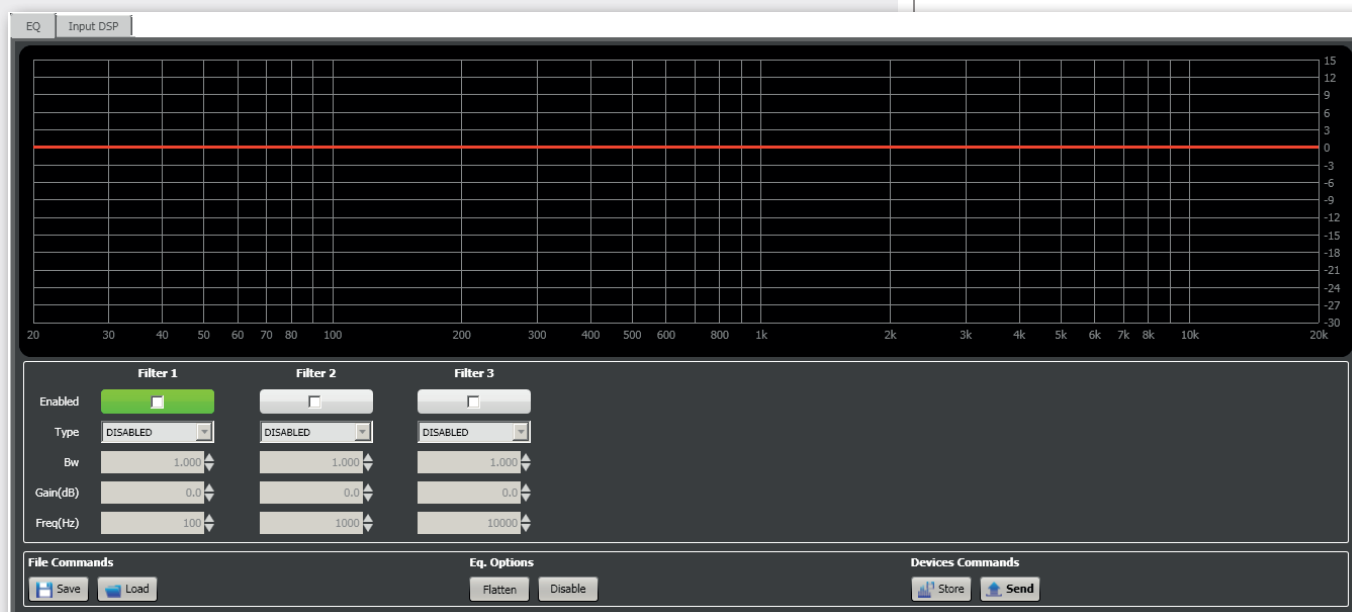 EQ Input DSP
15
12
9
6
3
0
-3
-6
-9
-12
-15
-18
-21
-24
-27
-30
20 30 40 50 60 70 80 100 200 300 400 500 600 800 1k 2k 3k 4k 5k 6k 7k 8k 10k 20k
Filter 1 Filter 2 Filter 3
Enabled
Type DISABLED DISABLED DISABLED
Bw 1.000 1.000 1.000
Gain(dB) 0.0 0.0 0.0
Freq(Hz) 100 1000 10000
File Commands Eq. Options Devices Commands
Save Load Flatten Disable Store Send